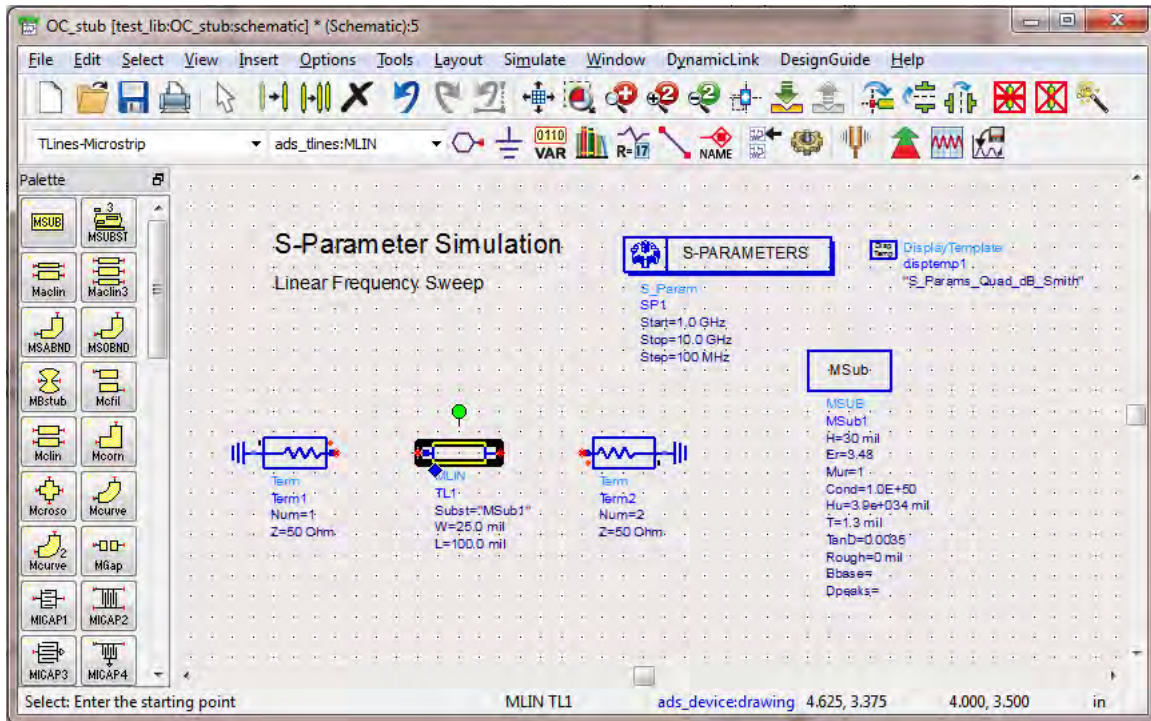 OC_stub [test_lib:OC_stub:schematic] * (Schematic):5
File Edit Select View Insert Options Tools Layout Simulate Window DynamicLink DesignGuide Help
TLines-Microstrip ads_tlines:MLIN 0110 VAR R=17 NAME
Palette
MSUB
3
MSUBST
Maclin Maclin3
MSABND MSOBND
MBstub Mcfil
Mclin Mcorn
Mcroso Mcurve
2
Mcurve MGap
MICAP1 MICAP2
MICAP3 MICAP4
S-Parameter Simulation
Linear Frequency Sweep
S-PARAMETERS
S_Param
SP1
Start=1.0 GHz
Stop=10.0 GHz
Step=100 MHz
Disp
Temp
DisplayTemplate
disptemp1
"S_Params_Quad_dB_Smith"
MSub
MSUB
MSub1
H=30 mil
Er=3.48
Mur=1
Cond=1.0E+50
Hu=3.9e+034 mil
T=1.3 mil
TanD=0.0035
Rough=0 mil
Bbase=
Dpeaks=
Term
Term1
Num=1
Z=50 Ohm
MLIN
TL1
Subst="MSub1"
W=25.0 mil
L=100.0 mil
Term
Term2
Num=2
Z=50 Ohm
Select: Enter the starting point MLIN TL1 ads_device:drawing 4.625, 3.375 4.000, 3.500 in